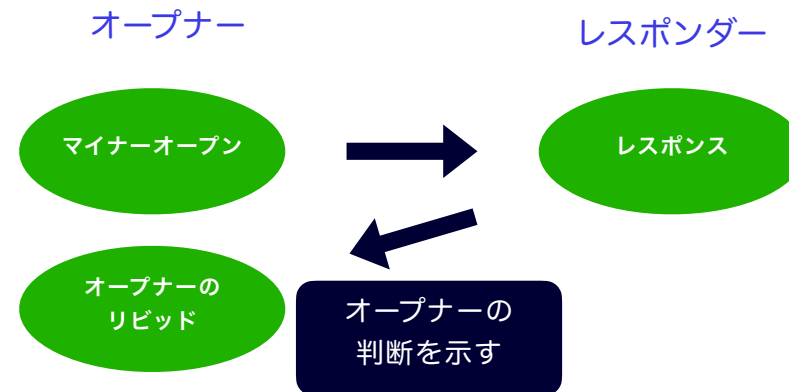 オープナー
レスポンダー
マイナーオープン
レスポンス
オープナーの
リビッド
オープナーの
判断を示す